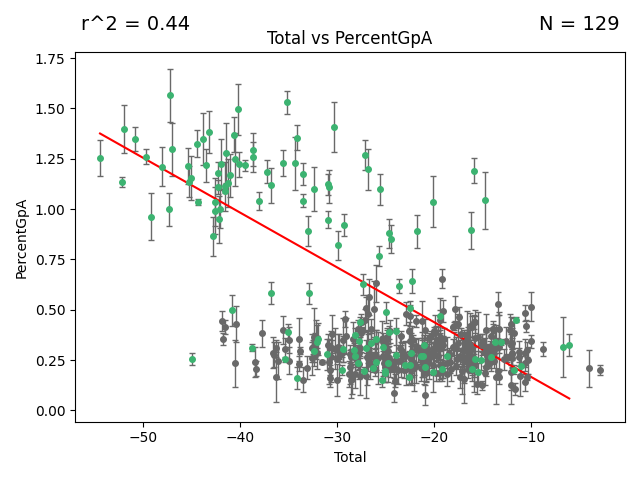 r^2 = 0.44
N = 129
Total vs PercentGpA
1.75
1.50
1.25
1.00
0.75
0.50
0.25
0.00
PercentGpA
−50
−40
−30
−20
−10
Total